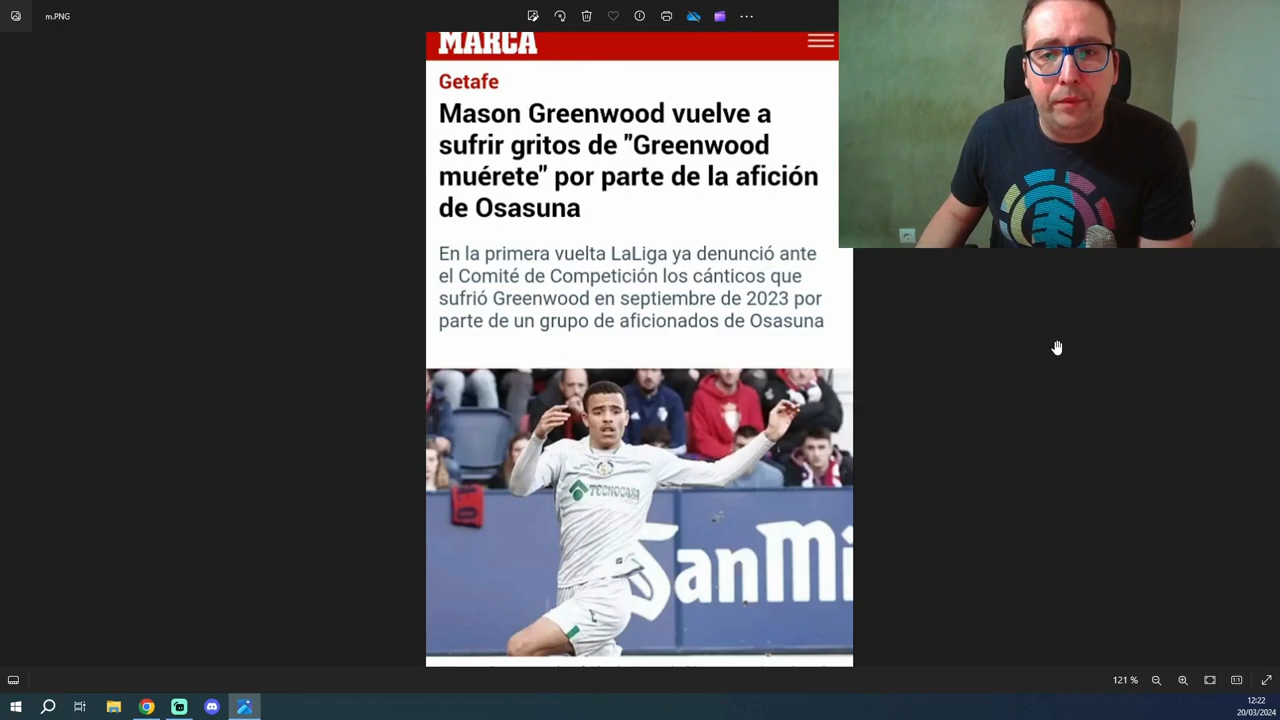 m.PNG
MARCA
Getafe
Mason Greenwood vuelve a
sufrir gritos de "Greenwood
muérete" por parte de la afición
de Osasuna
En la primera vuelta LaLiga ya denunció ante
el Comité de Competición los cánticos que
sufrió Greenwood en septiembre de 2023 por
parte de un grupo de aficionados de Osasuna
TECNOCASA
SanMi
121 %
12:22
20/03/2024